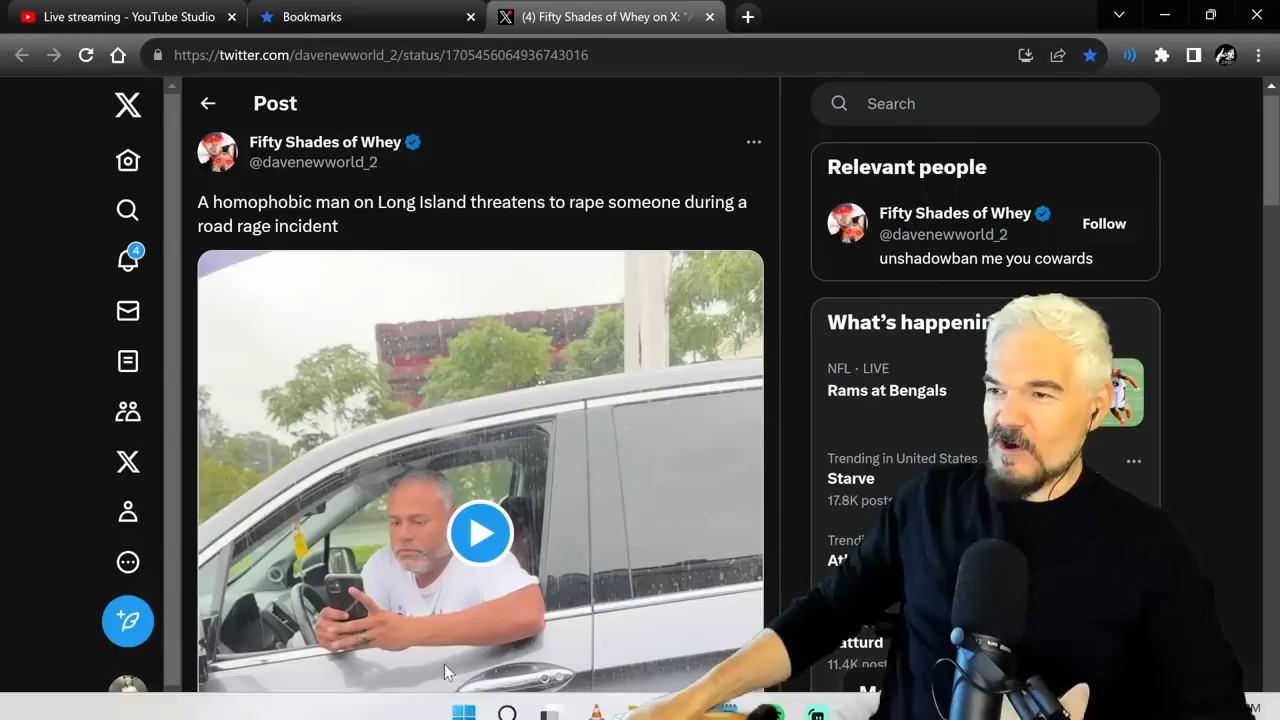 Live streaming - YouTube Studio
Bookmarks
(4) Fifty Shades of Whey on X: "A
https://twitter.com/davenewworld_2/status/1705456064936743016
Post
Search
Fifty Shades of Whey
@davenewworld_2
A homophobic man on Long Island threatens to rape someone during a
road rage incident
4
Relevant people
Fifty Shades of Whey
@davenewworld_2
Follow
unshadowban me you cowards
What's happenin
NFL · LIVE
Rams at Bengals
Trending in United States
Starve
17.8K posts
Trendi
atturd
11.4K posts
M